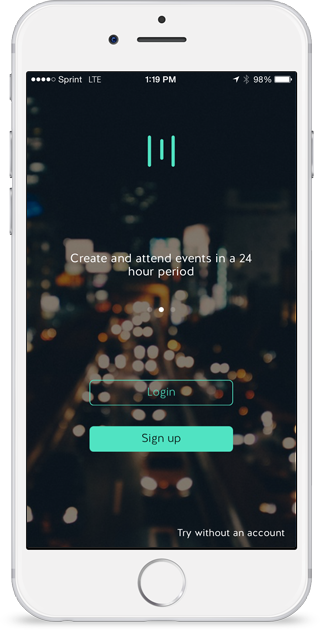 Sprint LTE 1:19 PM 98%
Create and attend events in a 24
hour period
Login
Sign up
Try without an account